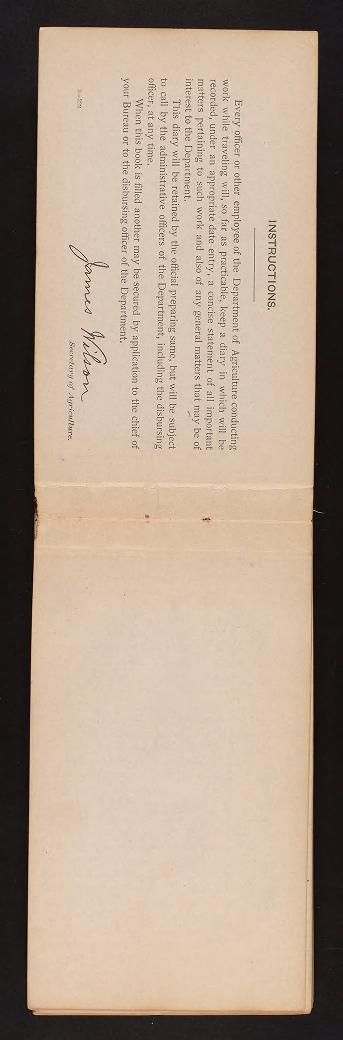 INSTRUCTIONS.
Every officer or other employee of the Department of Agriculture conducting
work while traveling will, so far as practicable, keep a diary in which will be
recorded, under an appropriate date entry, a concise statement of all important
matters pertaining to such work and also of any general matters that may be of
interest to the Department.
This diary will be retained by the official preparing same, but will be subject
to call by the administrative officers of the Department, including the disbursing
officer, at any time.
When this book is filled another may be secured by application to the chief of
your Bureau or to the disbursing officer of the Department.
James Wilson
Secretary of Agriculture.